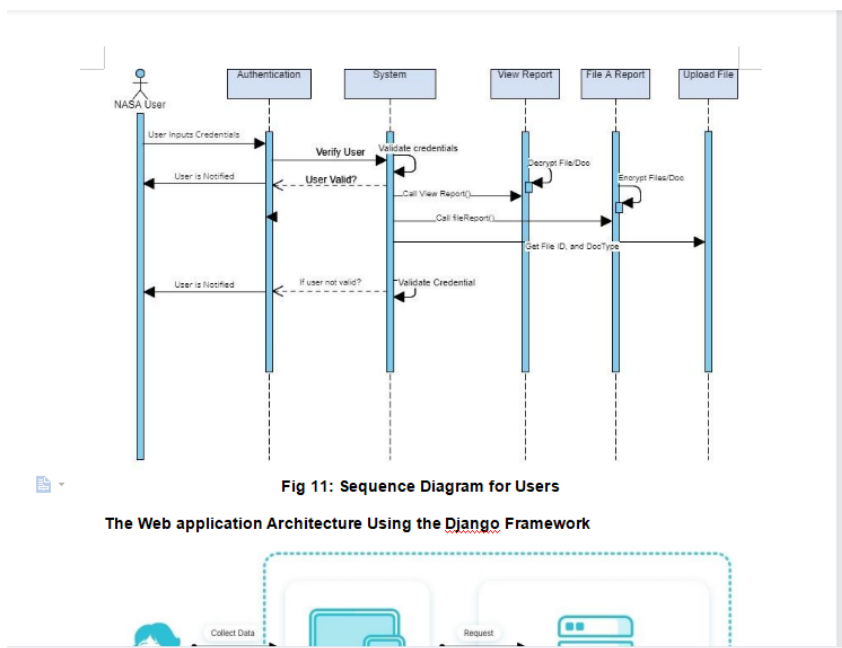 Authentication
System
View Report
File A Report
Upload File
NASA User
User Inputs Credentials
Verify User
Validate credentials
Decrypt File/Doc
User is Notified
User Valid?
Encrypt Files/Doc
Call View Report()
Call fileReport()
Get File ID, and DocType
User is Notified
If user not valid?
Validate Credential
Fig 11: Sequence Diagram for Users
The Web application Architecture Using the Django Framework
Collect Data
Request